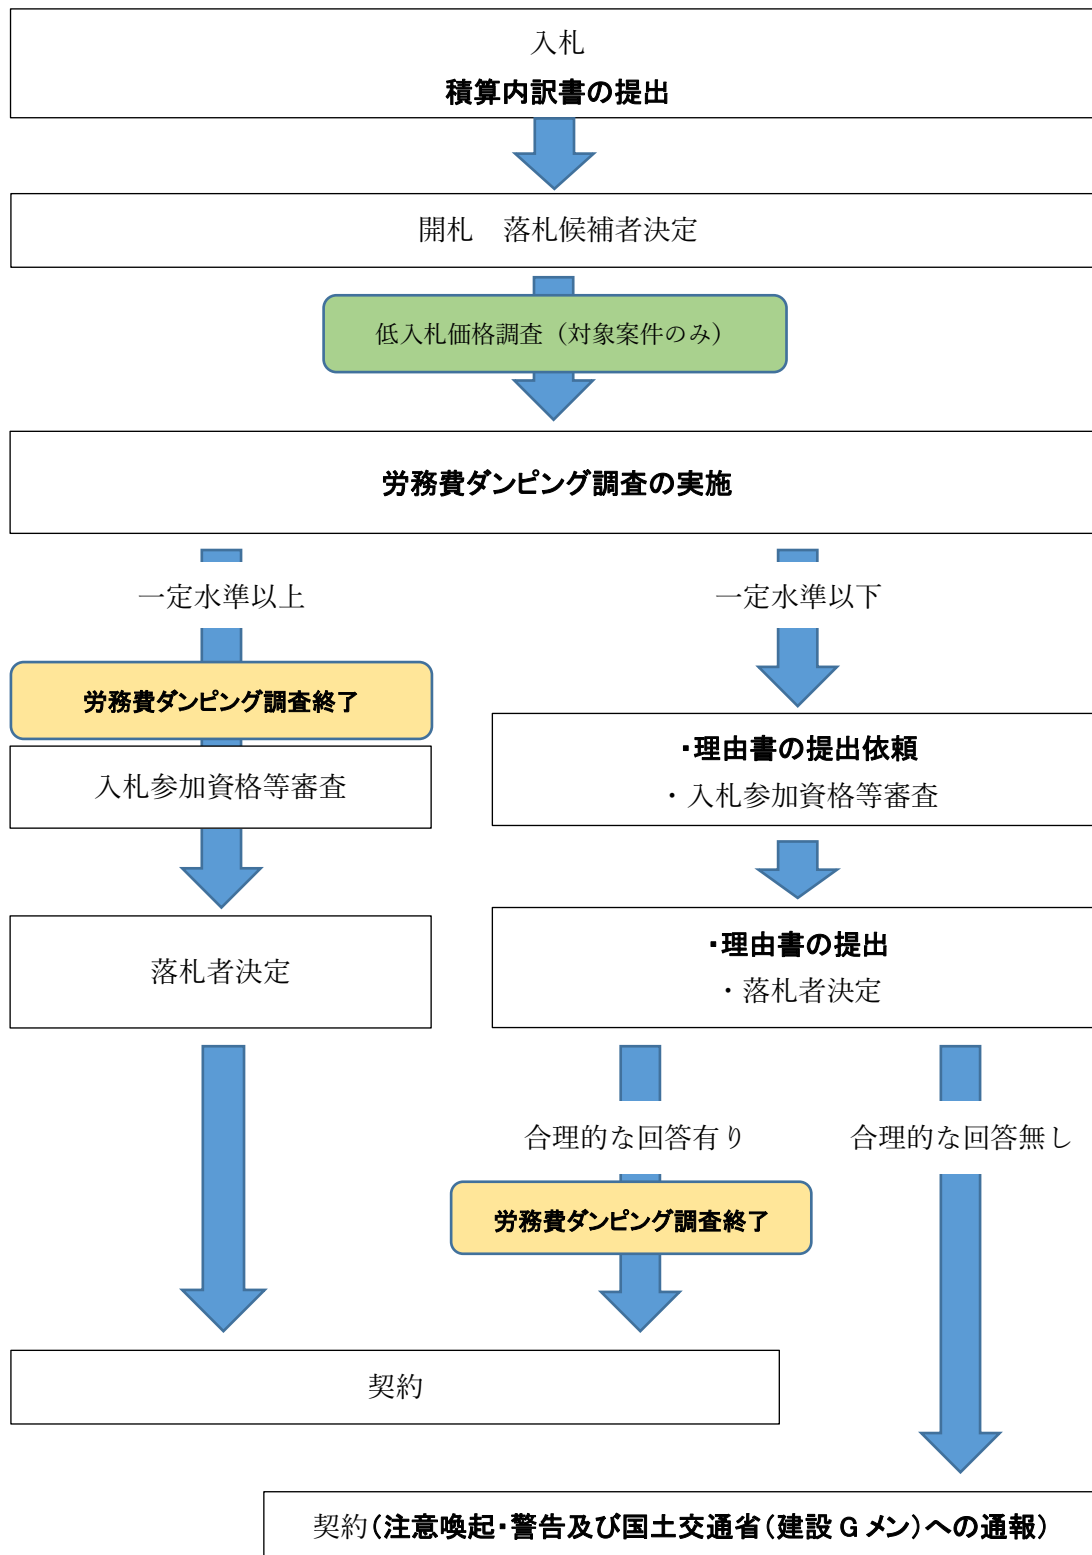 入札
積算内訳書の提出
開札　落札候補者決定
低入札価格調査（対象案件のみ）
労務費ダンピング調査の実施
一定水準以上
一定水準以下
労務費ダンピング調査終了
入札参加資格等審査
・理由書の提出依頼
・入札参加資格等審査
落札者決定
・理由書の提出
・落札者決定
合理的な回答有り
合理的な回答無し
労務費ダンピング調査終了
契約
契約(注意喚起・警告及び国土交通省(建設 G メン)への通報)